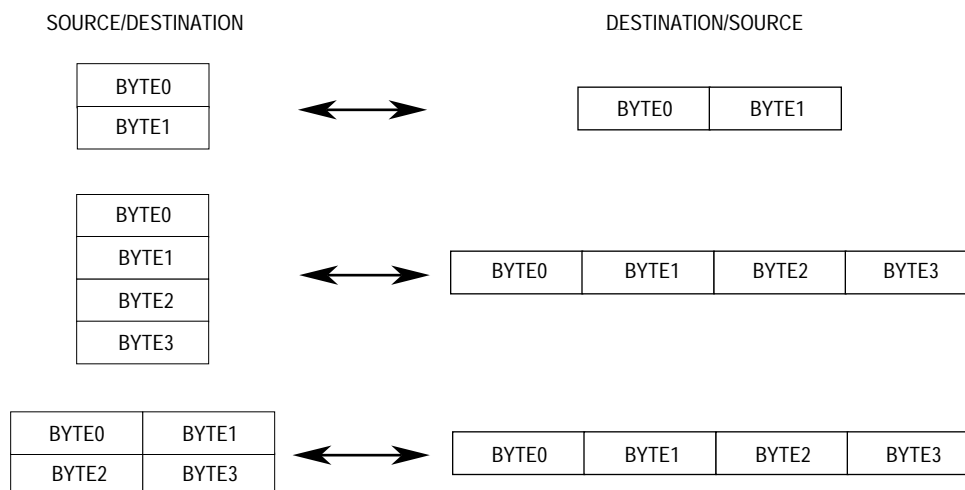 SOURCE/DESTINATION DESTINATION/SOURCE
BYTE0
BYTE1
BYTE0 BYTE1
BYTE0
BYTE1
BYTE2
BYTE3
BYTE0 BYTE1 BYTE2 BYTE3
BYTE0 BYTE1
BYTE2 BYTE3
BYTE0 BYTE1 BYTE2 BYTE3